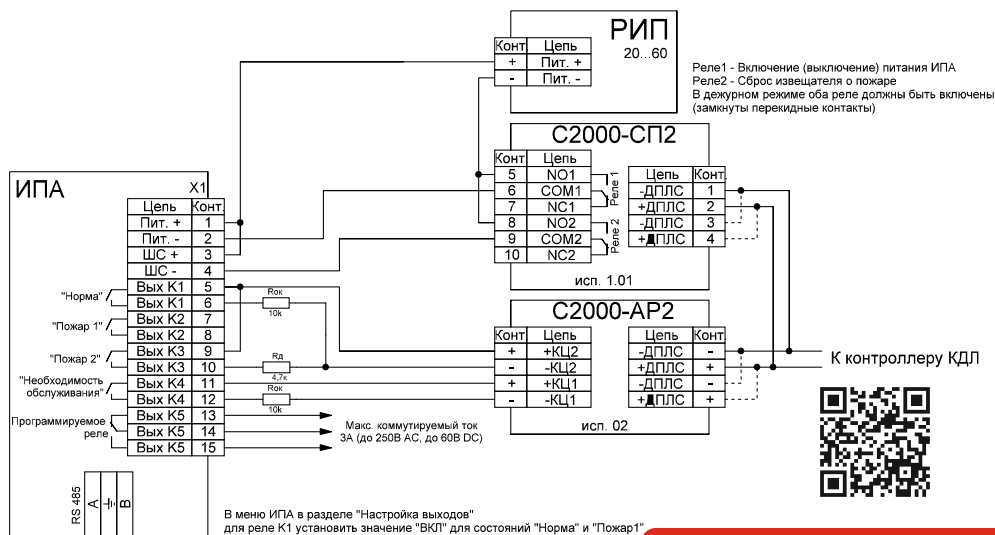 РИП
20...60
Конт. Цепь
+ Пит. +
- Пит. -
Реле1 - Включение (выключение) питания ИПА
Реле2 - Сброс извещателя о пожаре
В дежурном режиме оба реле должны быть включены
(замкнуты перекидные контакты)
С2000-СП2
Конт. Цепь
5 NO1
6 COM1
7 NC1
8 NO2
9 COM2
10 NC2
Реле 1
Реле 2
Цепь Конт.
-ДПЛС 1
+ДПЛС 2
-ДПЛС 3
+ДПЛС 4
исп. 1.01
ИПА
X1
Цепь Конт.
Пит. + 1
Пит. - 2
ШС + 3
ШС - 4
Вых К1 5
Вых К1 6
Вых К2 7
Вых К2 8
Вых К3 9
Вых К3 10
Вых К4 11
Вых К4 12
Вых К5 13
Вых К5 14
Вых К5 15
"Норма"
"Пожар 1"
"Пожар 2"
"Необходимость
обслуживания"
Программируемое
реле
Rок
10k
Rд
4,7к
Rок
10k
С2000-АР2
Конт. Цепь
+ +КЦ2
- -КЦ2
+ +КЦ1
- -КЦ1
Цепь Конт.
-ДПЛС -
+ДПЛС +
-ДПЛС -
+ДПЛС +
исп. 02
К контроллеру КДЛ
Макс. коммутируемый ток
3А (до 250В AC, до 60В DC)
RS 485
A
B
В меню ИПА в разделе "Настройка выходов"
для реле К1 установить значение "ВКЛ" для состояний "Норма" и "Пожар1"